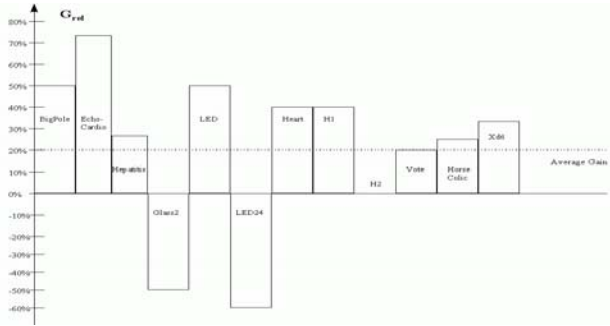 G_rel
80%
70%
60%
50%
40%
30%
20%
10%
0%
-10%
-20%
-30%
-40%
-50%
-60%
BigPole
Echo-
Cardio
Hepatitis
Glass2
LED
LED24
Heart
H1
H2
Vote
Horse
Colic
Xd6
Average Gain